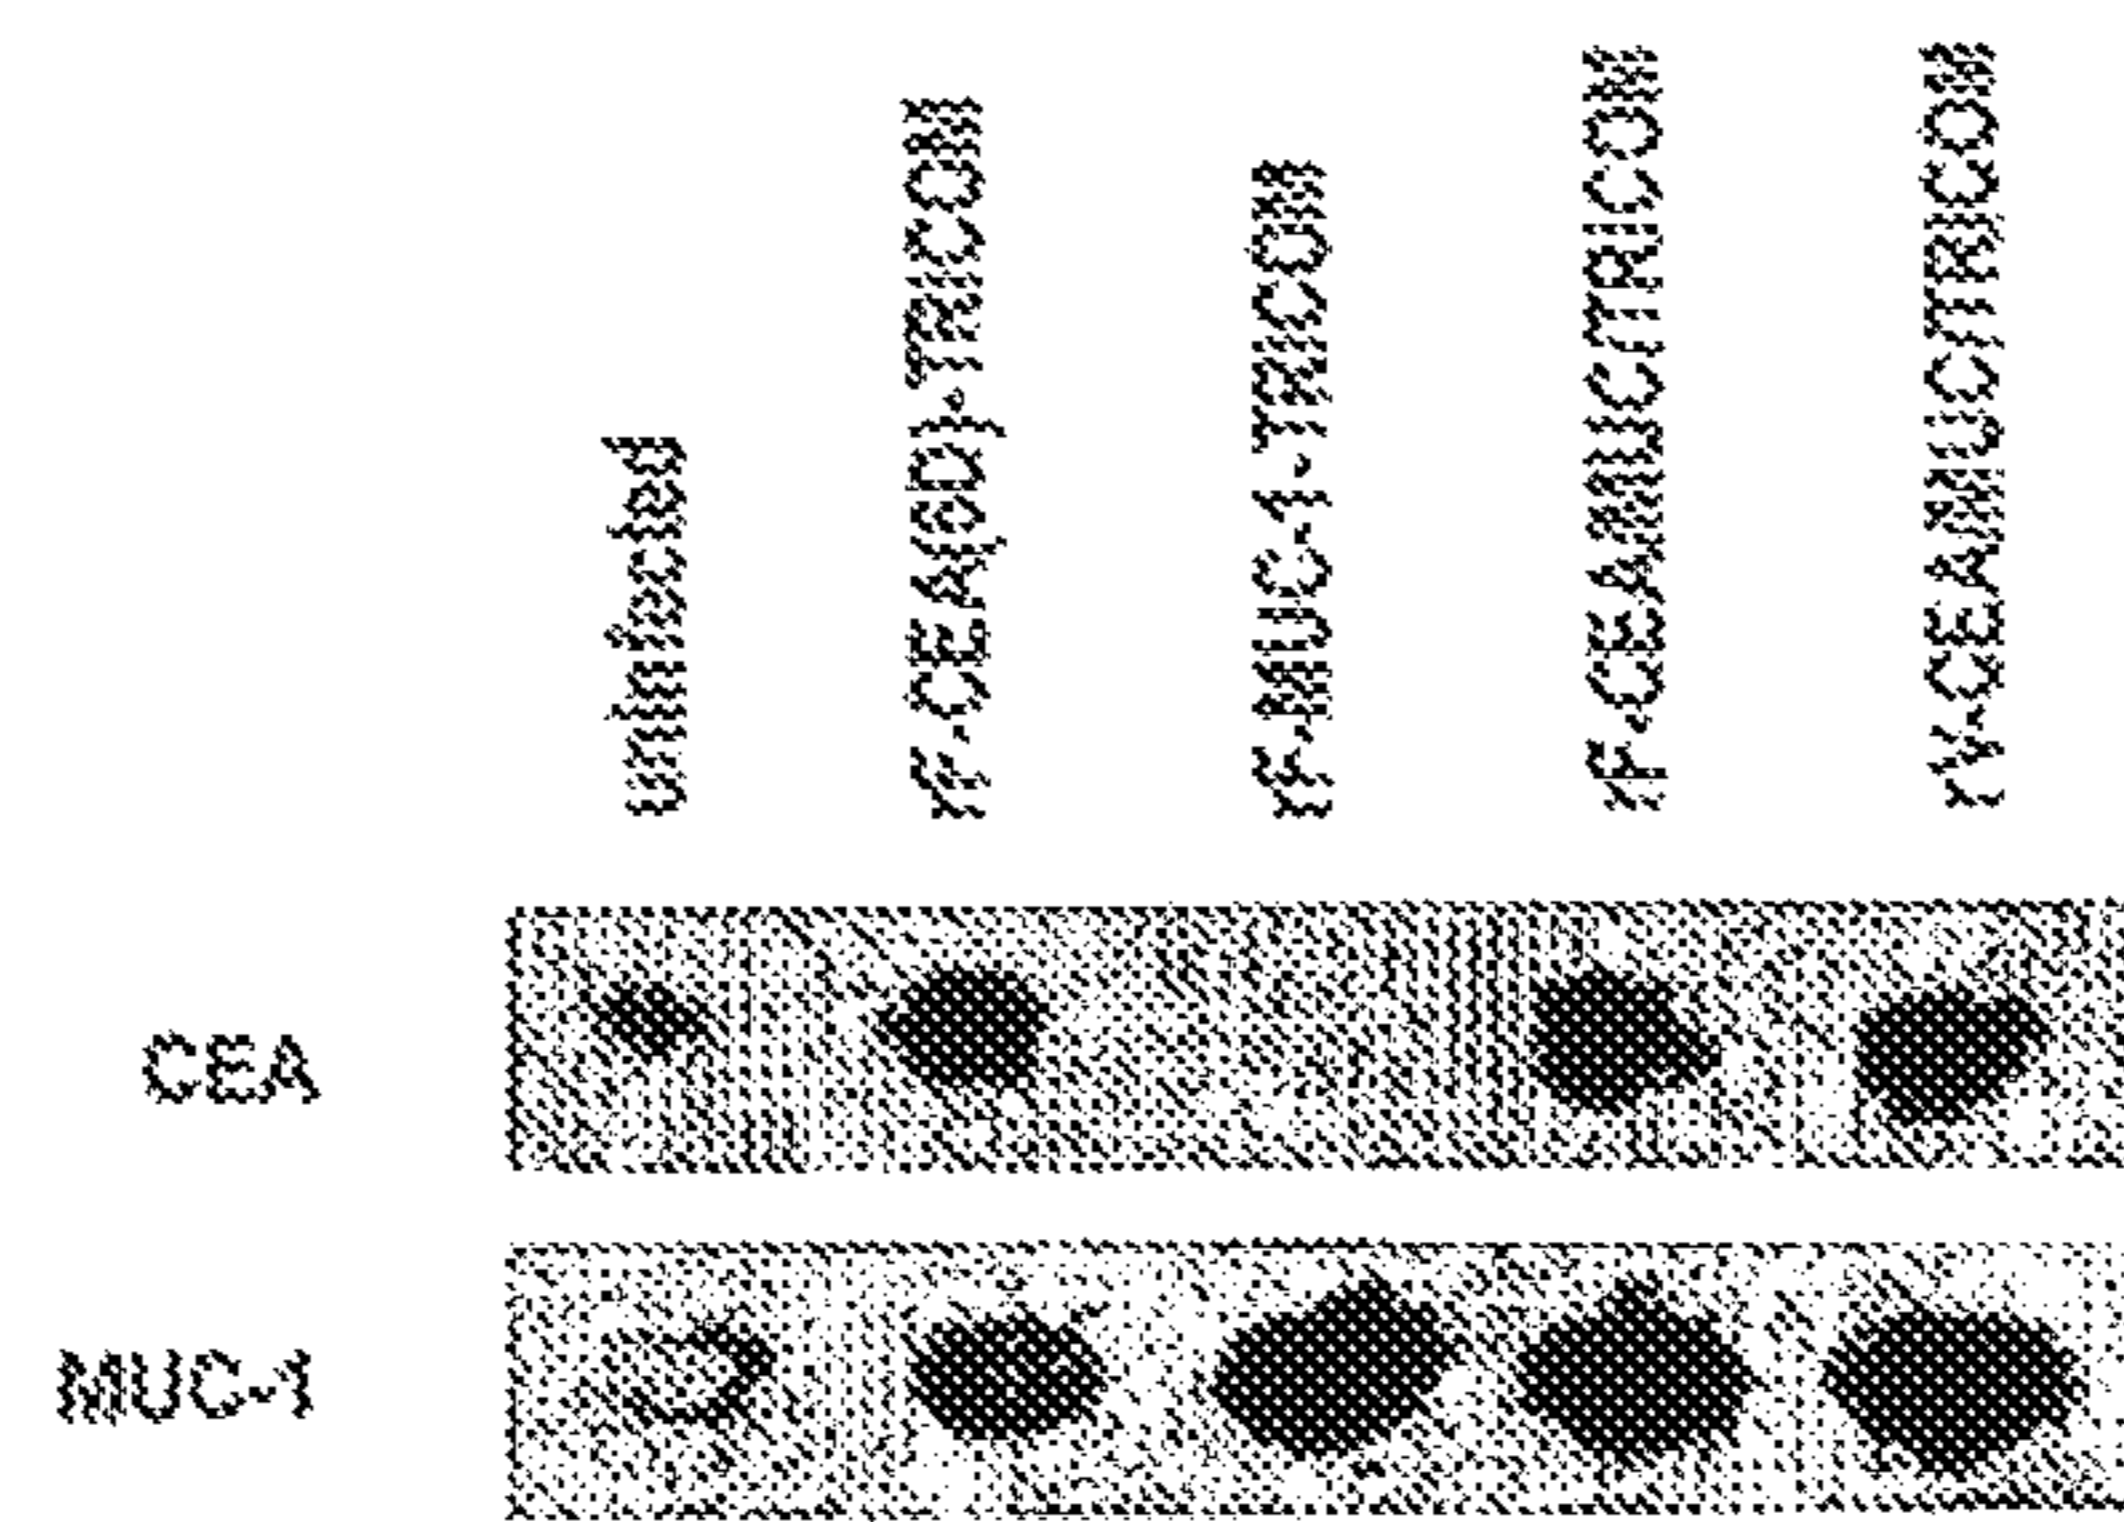 uninfected
rF-CEA(6D)-TRICOM
rF-MUC-1-TRICOM
rF-CEA/MUC/TRICOM
rV-CEA/MUC/TRICOM
CEA
MUC-1